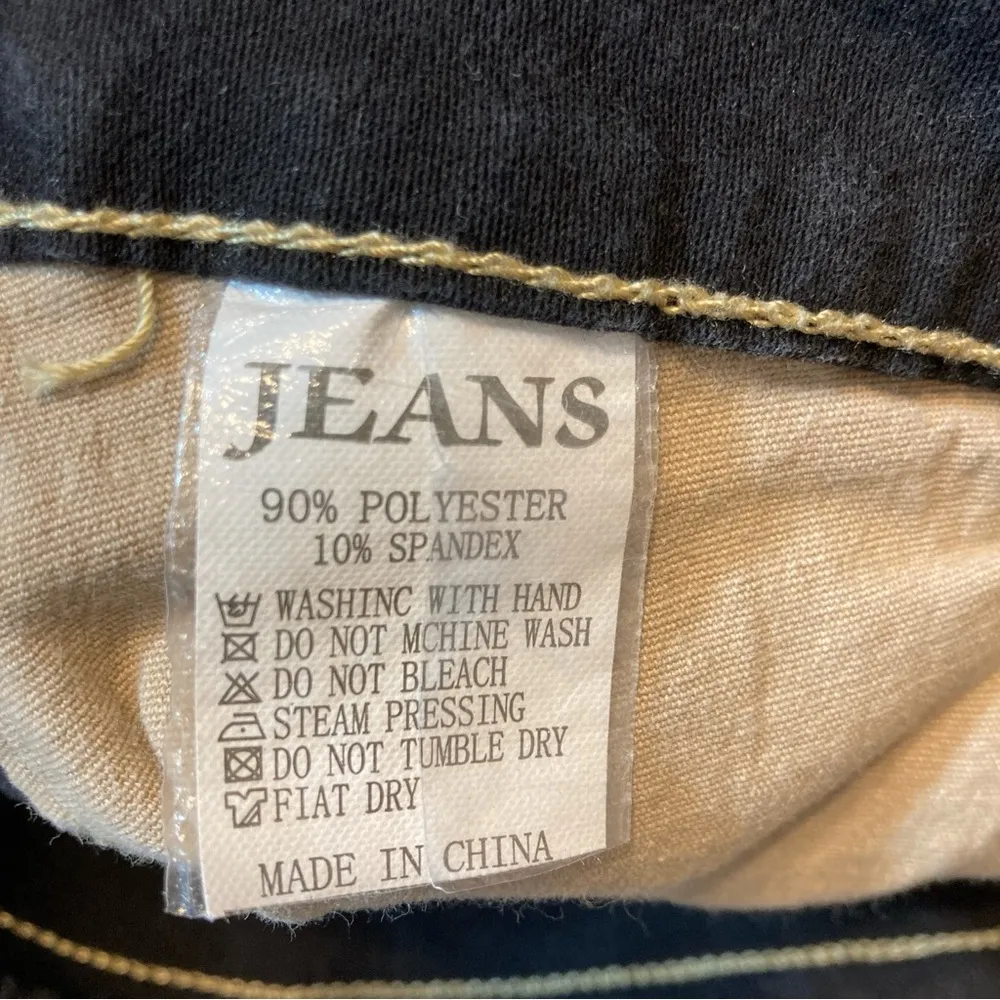 JEANS
90% POLYESTER
10% SPANDEX
WASHINC WITH HAND
DO NOT MCHINE WASH
DO NOT BLEACH
STEAM PRESSING
DO NOT TUMBLE DRY
FIAT DRY
MADE IN CHINA